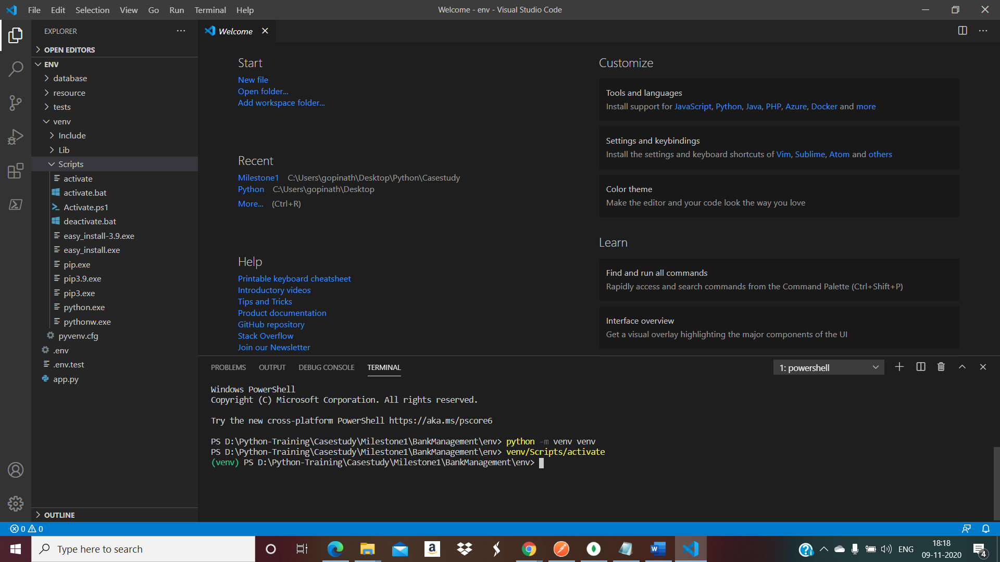 File Edit Selection View Go Run Terminal Help
Welcome - env - Visual Studio Code
EXPLORER
OPEN EDITORS
ENV
database
resource
tests
venv
Include
Lib
Scripts
activate
activate.bat
Activate.ps1
deactivate.bat
easy_install-3.9.exe
easy_install.exe
pip.exe
pip3.9.exe
pip3.exe
python.exe
pythonw.exe
pyvenv.cfg
.env
.env.test
app.py
OUTLINE
Welcome
Start
New file
Open folder...
Add workspace folder...
Recent
Milestone1 C:\Users\gopinath\Desktop\Python\Casestudy
Python C:\Users\gopinath\Desktop
More... (Ctrl+R)
Help
Printable keyboard cheatsheet
Introductory videos
Tips and Tricks
Product documentation
GitHub repository
Stack Overflow
Join our Newsletter
Customize
Tools and languages
Install support for JavaScript, Python, Java, PHP, Azure, Docker and more
Settings and keybindings
Install the settings and keyboard shortcuts of Vim, Sublime, Atom and others
Color theme
Make the editor and your code look the way you love
Learn
Find and run all commands
Rapidly access and search commands from the Command Palette (Ctrl+Shift+P)
Interface overview
Get a visual overlay highlighting the major components of the UI
PROBLEMS OUTPUT DEBUG CONSOLE TERMINAL
1: powershell
Windows PowerShell
Copyright (C) Microsoft Corporation. All rights reserved.
Try the new cross-platform PowerShell https://aka.ms/pscore6
PS D:\Python-Training\Casestudy\Milestone1\BankManagement\env> python -m venv venv
PS D:\Python-Training\Casestudy\Milestone1\BankManagement\env> venv/Scripts/activate
(venv) PS D:\Python-Training\Casestudy\Milestone1\BankManagement\env>
0 0
Type here to search
ENG
18:18
09-11-2020
4